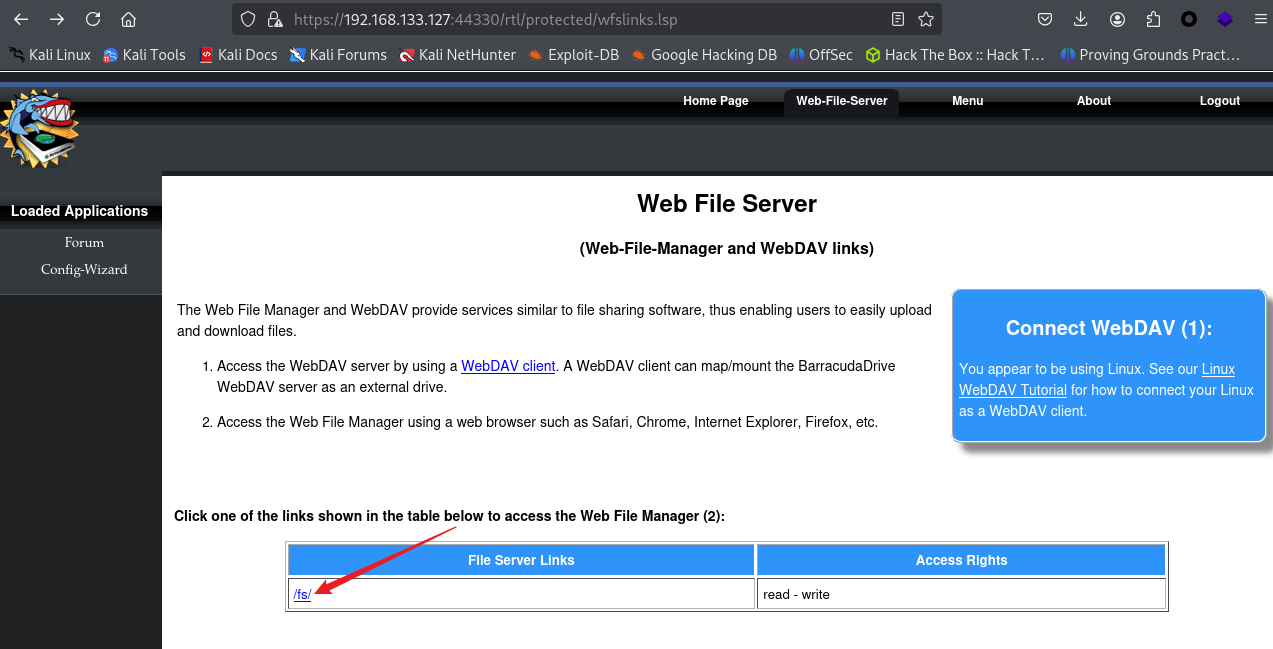 https://192.168.133.127:44330/rtl/protected/wfslinks.lsp
Kali Linux Kali Tools Kali Docs Kali Forums Kali NetHunter Exploit-DB Google Hacking DB OffSec Hack The Box :: Hack T… Proving Grounds Pract…
Home Page Web-File-Server Menu About Logout
Loaded Applications
Forum
Config-Wizard
Web File Server
(Web-File-Manager and WebDAV links)
The Web File Manager and WebDAV provide services similar to file sharing software, thus enabling users to easily upload
and download files.
1. Access the WebDAV server by using a WebDAV client. A WebDAV client can map/mount the BarracudaDrive
WebDAV server as an external drive.
2. Access the Web File Manager using a web browser such as Safari, Chrome, Internet Explorer, Firefox, etc.
Connect WebDAV (1):
You appear to be using Linux. See our Linux
WebDAV Tutorial for how to connect your Linux
as a WebDAV client.
Click one of the links shown in the table below to access the Web File Manager (2):
File Server Links Access Rights
/fs/ read - write